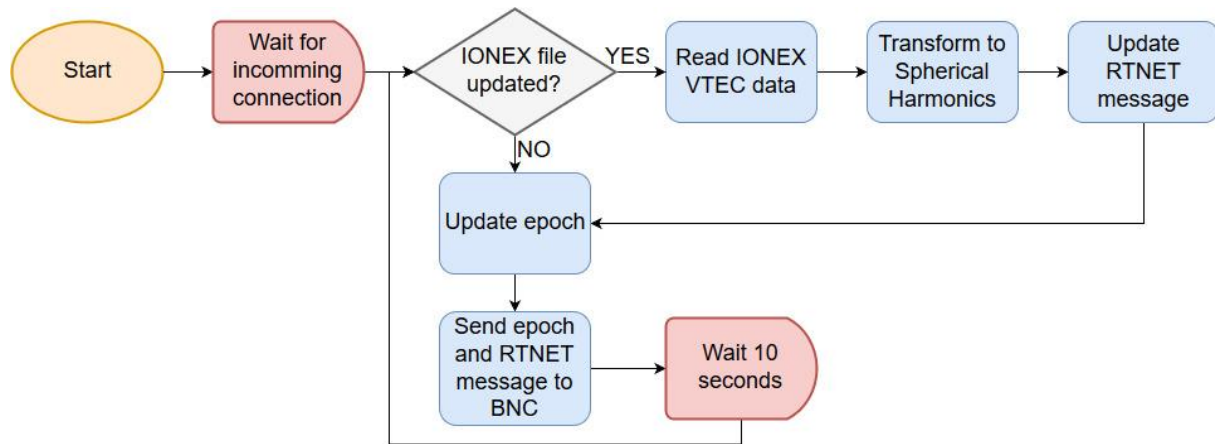 Start
Wait for
incomming
connection
IONEX file
updated?
YES
Read IONEX
VTEC data
Transform to
Spherical
Harmonics
Update
RTNET
message
NO
Update epoch
Send epoch
and RTNET
message to
BNC
Wait 10
seconds